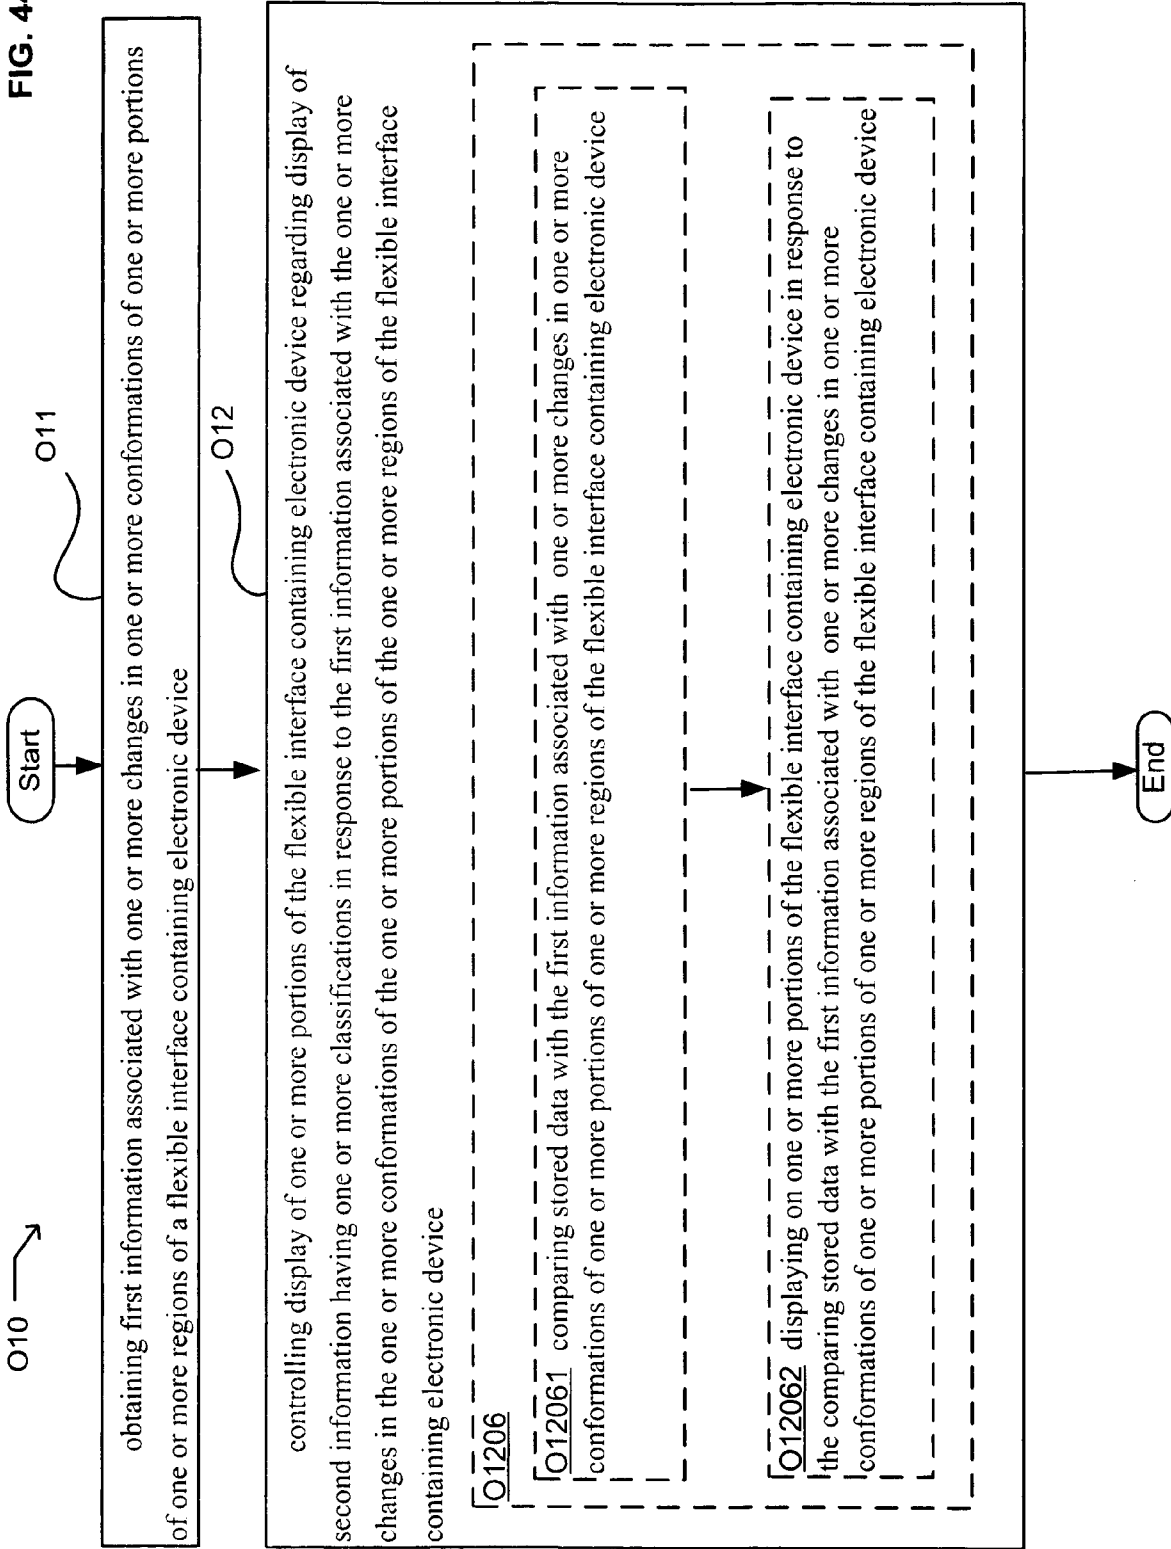 FIG. 44
O10
Start
O11
obtaining first information associated with one or more changes in one or more conformations of one or more portions
of one or more regions of a flexible interface containing electronic device
O12
controlling display of one or more portions of the flexible interface containing electronic device regarding display of
second information having one or more classifications in response to the first information associated with the one or more
changes in the one or more conformations of the one or more portions of the one or more regions of the flexible interface
containing electronic device
O1206
O12061 comparing stored data with the first information associated with one or more changes in one or more
conformations of one or more portions of one or more regions of the flexible interface containing electronic device
O12062 displaying on one or more portions of the flexible interface containing electronic device in response to
the comparing stored data with the first information associated with one or more changes in one or more
conformations of one or more portions of one or more regions of the flexible interface containing electronic device
End